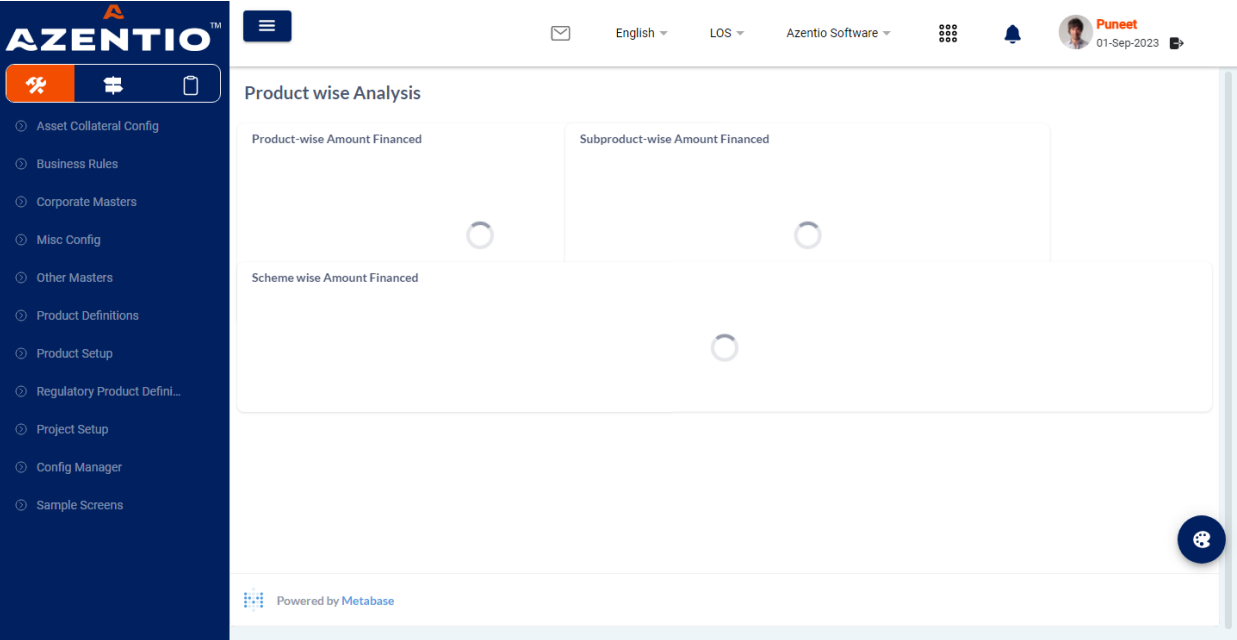 AZENTIO™
English
LOS
Azentio Software
Puneet
01-Sep-2023
Asset Collateral Config
Business Rules
Corporate Masters
Misc Config
Other Masters
Product Definitions
Product Setup
Regulatory Product Defini...
Project Setup
Config Manager
Sample Screens
Product wise Analysis
Product-wise Amount Financed
Subproduct-wise Amount Financed
Scheme wise Amount Financed
Powered by Metabase